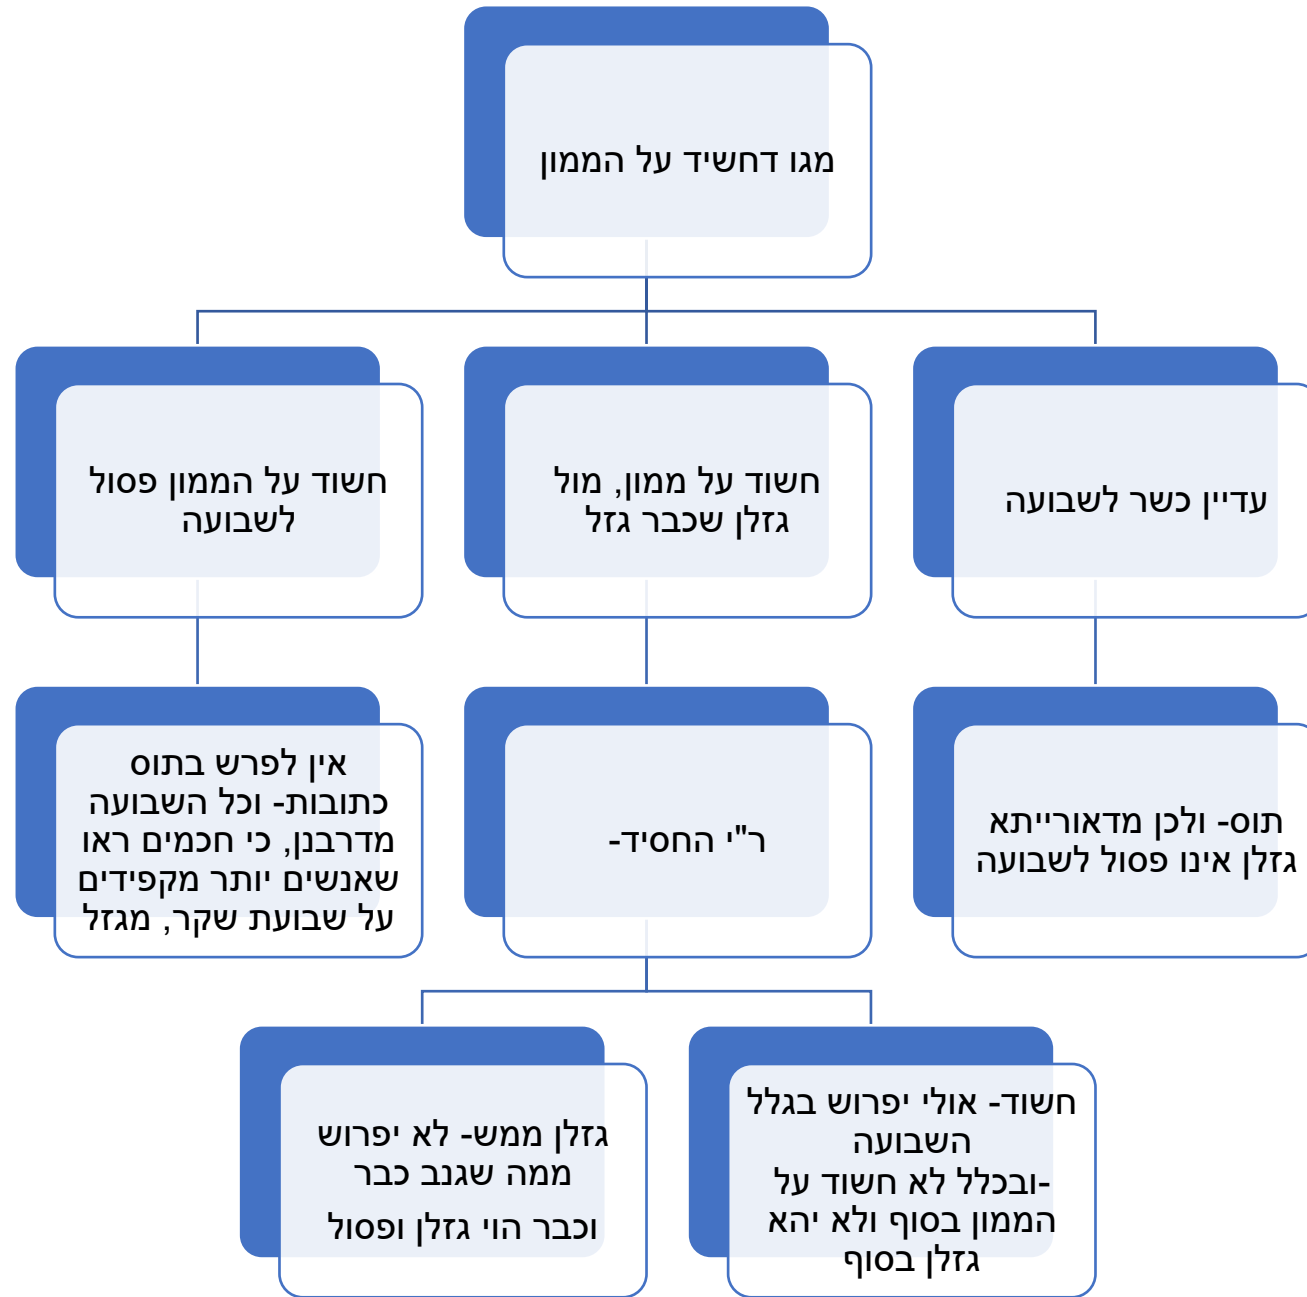 מגו דחשיד על הממון
עדיין כשר לשבועה
חשוד על ממון, מול
גזלן שכבר גזל
חשוד על הממון פסול
לשבועה
תוס- ולכן מדאורייתא
גזלן אינו פסול לשבועה
ר"י החסיד-
אין לפרש בתוס
כתובות- וכל השבועה
מדרבנן, כי חכמים ראו
שאנשים יותר מקפידים
על שבועת שקר, מגזל
חשוד- אולי יפרוש בגלל
השבועה
-ובכלל לא חשוד על
הממון בסוף ולא יהא
גזלן בסוף
גזלן ממש- לא יפרוש
ממה שגנב כבר
וכבר הוי גזלן ופסול